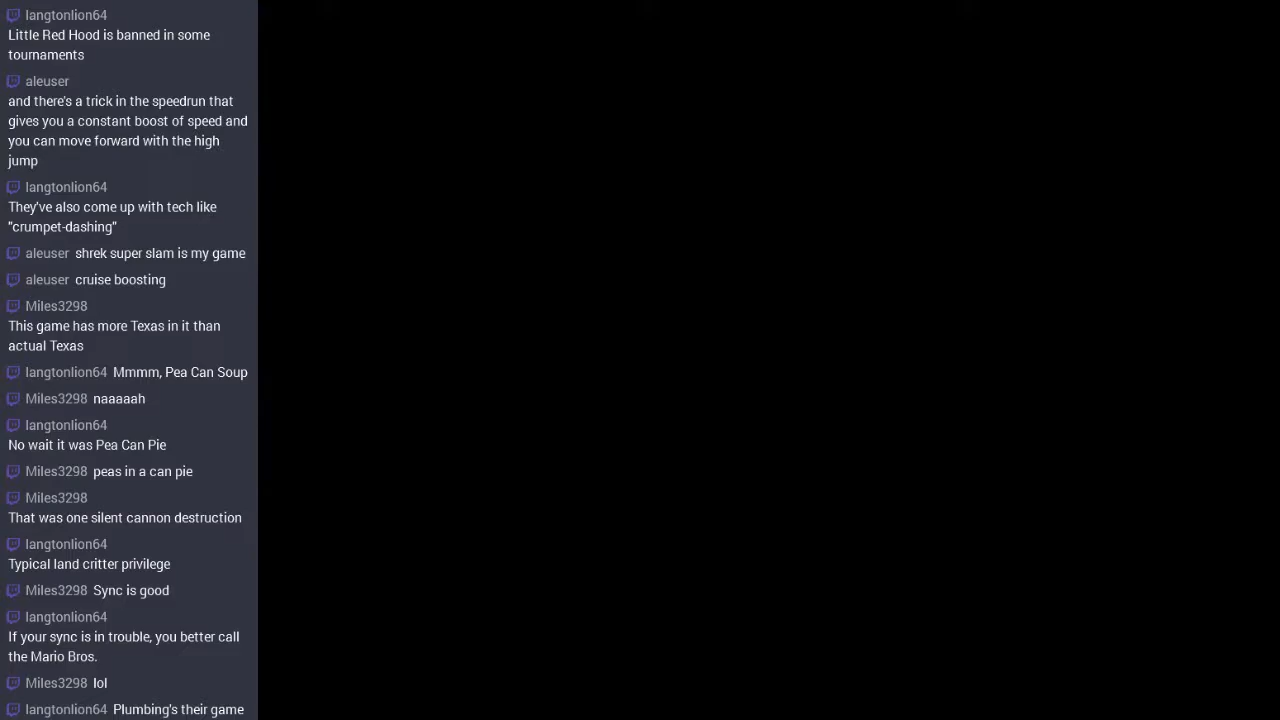 langtonlion64
Little Red Hood is banned in some
tournaments
aleuser
and there's a trick in the speedrun that
gives you a constant boost of speed and
you can move forward with the high
jump
langtonlion64
They've also come up with tech like
"crumpet-dashing"
aleuser shrek super slam is my game
aleuser cruise boosting
Miles3298
This game has more Texas in it than
actual Texas
langtonlion64 Mmmm, Pea Can Soup
Miles3298 naaaaah
langtonlion64
No wait it was Pea Can Pie
Miles3298 peas in a can pie
Miles3298
That was one silent cannon destruction
langtonlion64
Typical land critter privilege
Miles3298 Sync is good
langtonlion64
If your sync is in trouble, you better call
the Mario Bros.
Miles3298 lol
langtonlion64 Plumbing's their game